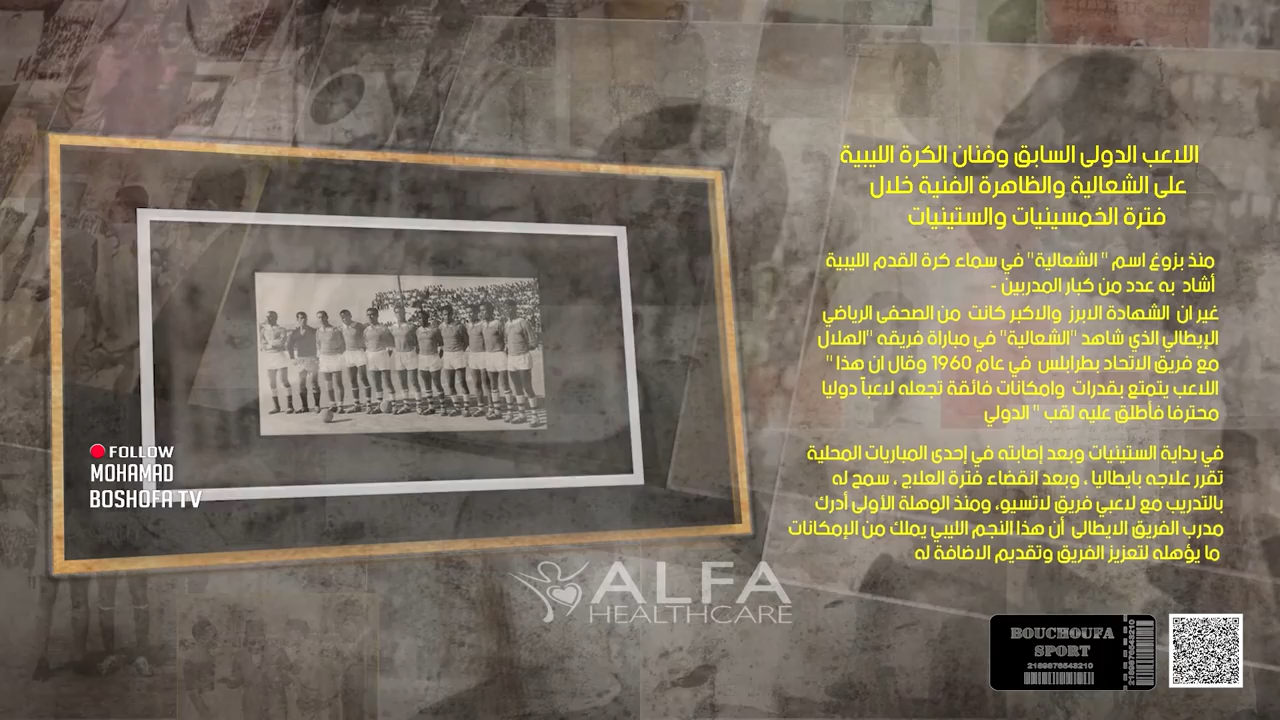 اللاعب الدولى السابق وفنان الكرة الليبية
على الشعالية والظاهرة الفنية خلال
فترة الخمسينيات والستينيات
منذ بزوغ اسم " الشعالية" في سماء كرة القدم الليبية
أشاد به عدد من كبار المدربين -
غير ان الشهادة الابرز والاكبر كانت من الصحفى الرياضي
الإيطالي الذي شاهد "الشعالية" في مباراة فريقه "الهلال
مع فريق الاتحاد بطرابلس في عام 1960 وقال ان هذا "
اللاعب يتمتع بقدرات وامكانات فائقة تجعله لاعباً دوليا
محترفا فأطلق عليه لقب " الدولي
في بداية الستينيات وبعد إصابته في إحدى المباريات المحلية
تقرر علاجه بايطاليا ، وبعد انقضاء فترة العلاج ، سمح له
بالتدريب مع لاعبي فريق لاتسيو، ومنذ الوهلة الأولى أدرك
مدرب الفريق الايطالى أن هذا النجم الليبي يملك من الإمكانات
ما يؤهله لتعزيز الفريق وتقديم الاضافة له
FOLLOW
MOHAMAD
BOSHOFA TV
ALFA
HEALTHCARE
BOUCHOUFA
SPORT
2189876543210
2189876543210